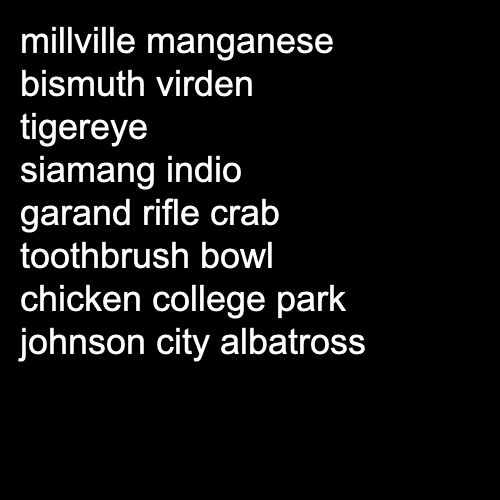 millville manganese
bismuth virden
tigereye
siamang indio
garand rifle crab
toothbrush bowl
chicken college park
johnson city albatross